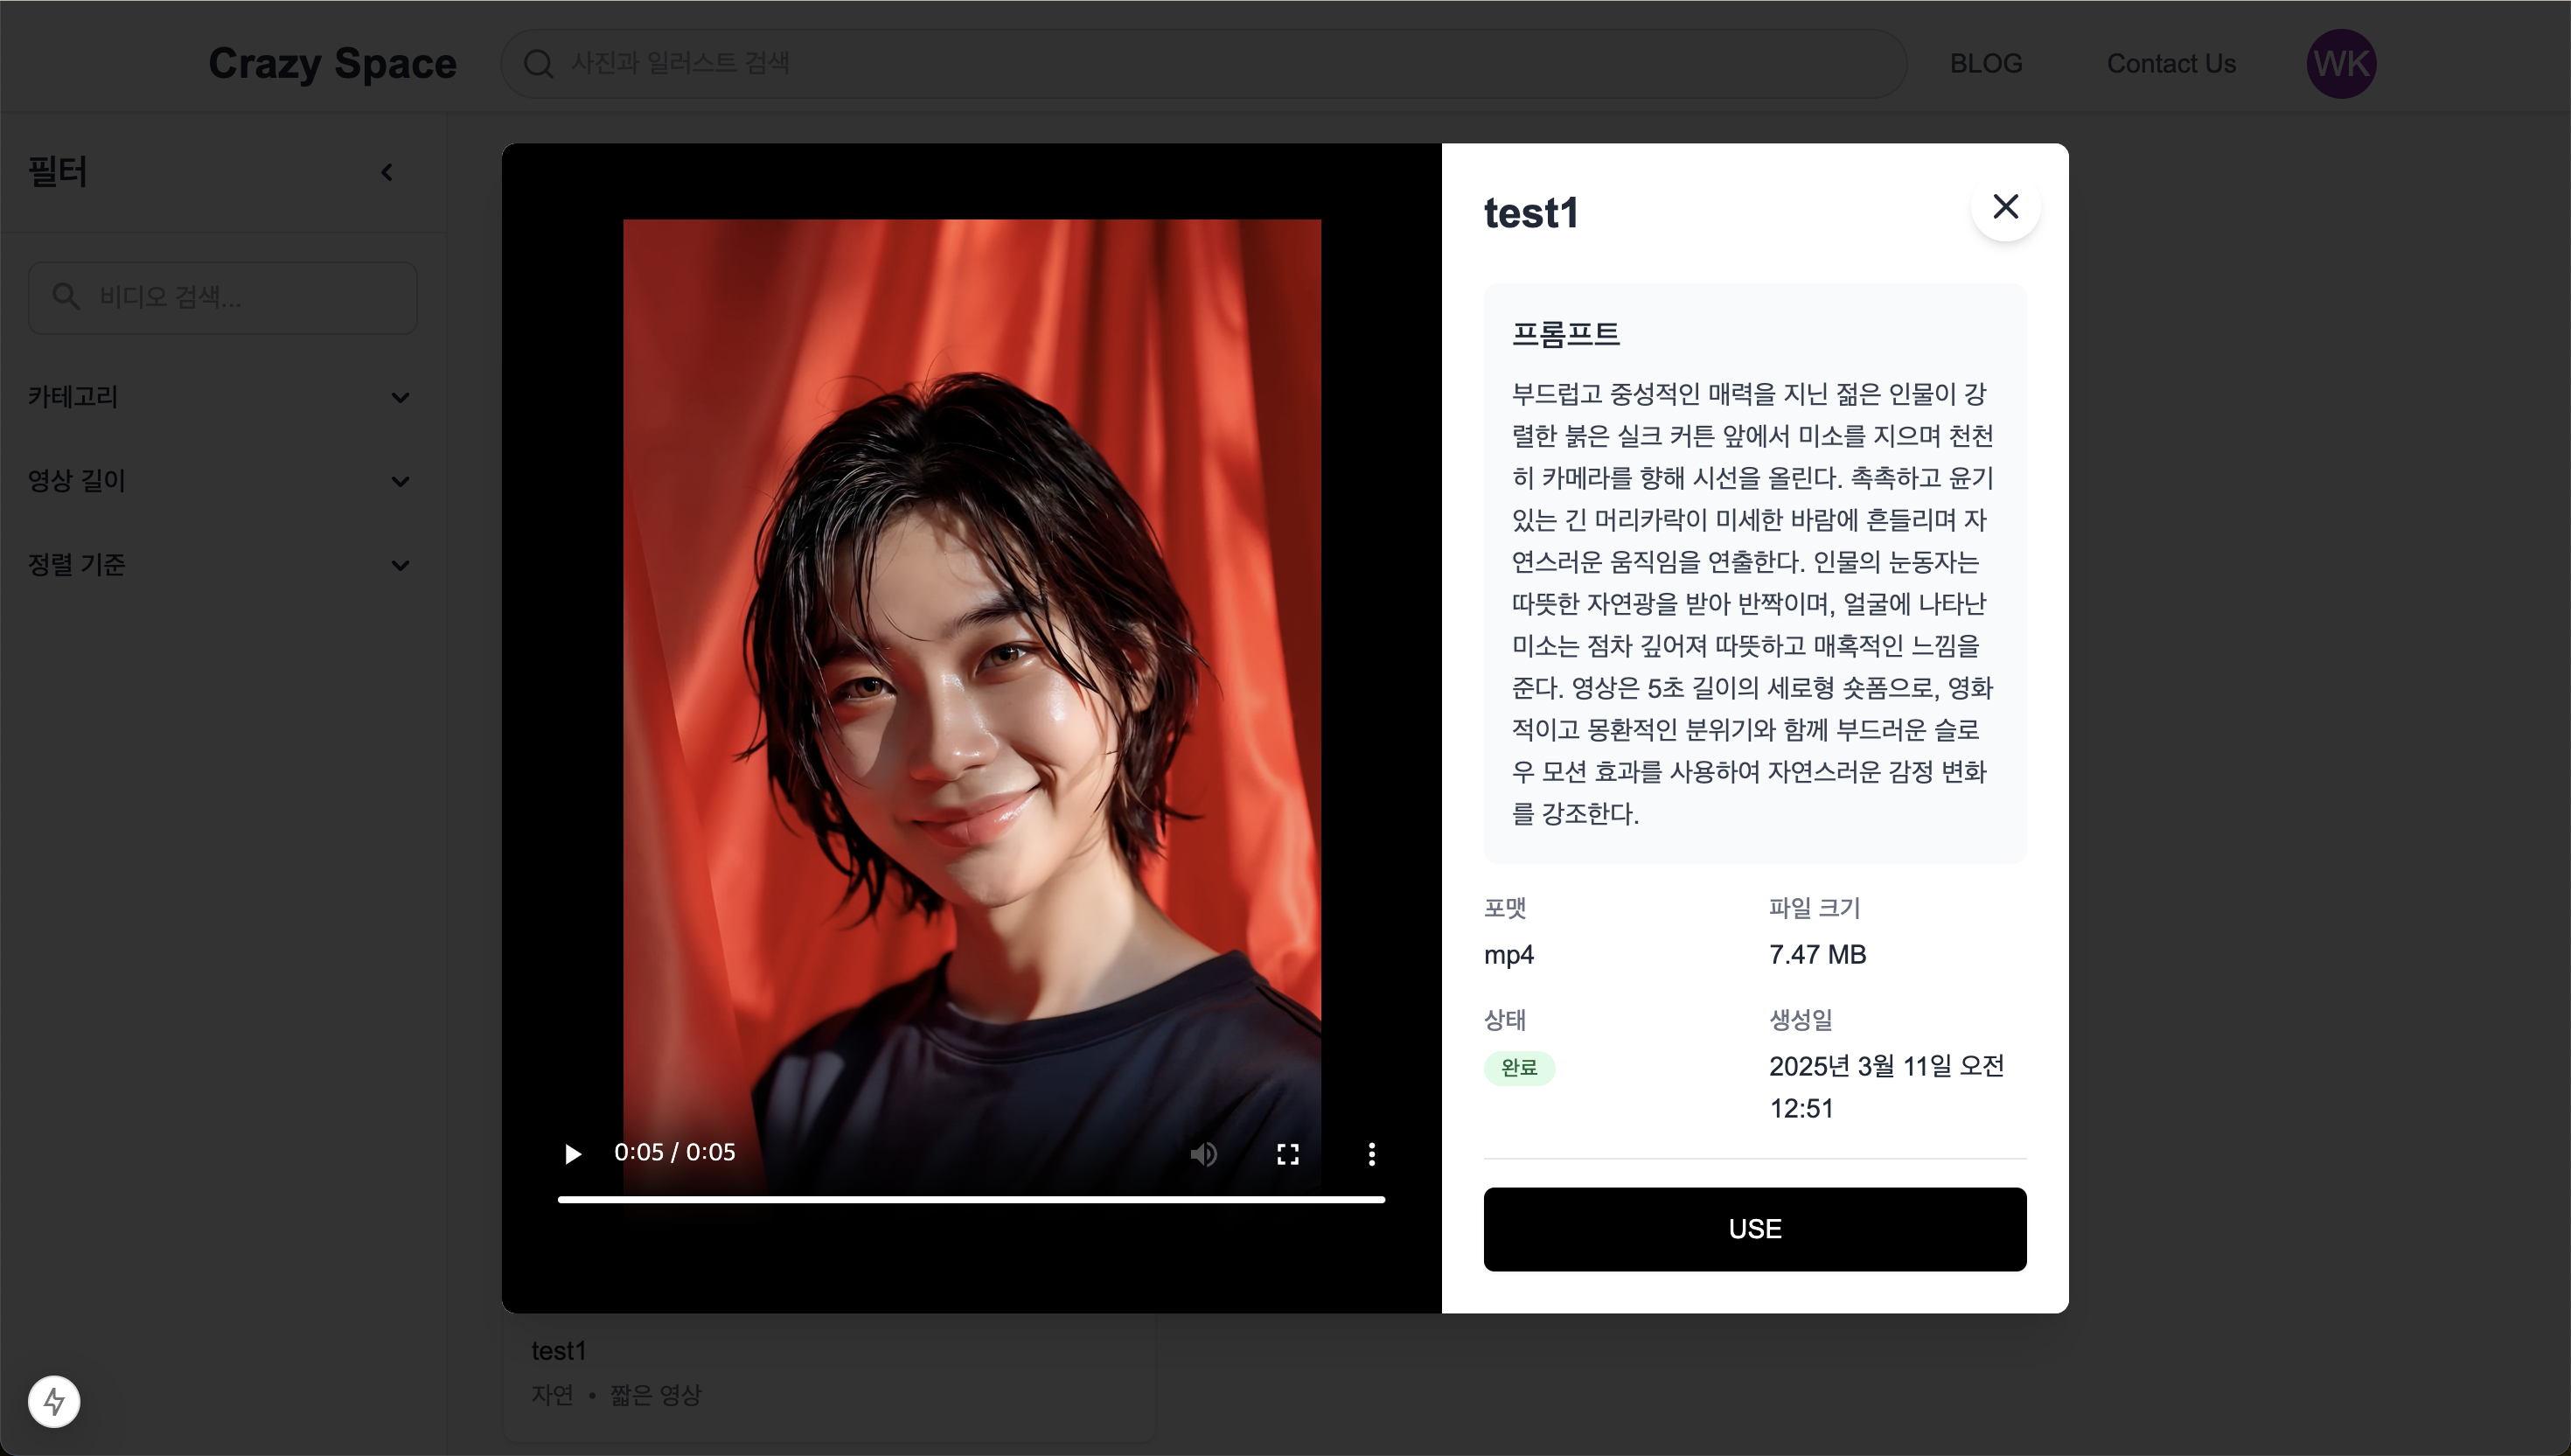 Crazy Space
사진과 일러스트 검색
BLOG
Contact Us
WK
필터
비디오 검색...
카테고리
영상 길이
정렬 기준
0:05 / 0:05
test1
프롬프트
부드럽고 중성적인 매력을 지닌 젊은 인물이 강
렬한 붉은 실크 커튼 앞에서 미소를 지으며 천천
히 카메라를 향해 시선을 올린다. 촉촉하고 윤기
있는 긴 머리카락이 미세한 바람에 흔들리며 자
연스러운 움직임을 연출한다. 인물의 눈동자는
따뜻한 자연광을 받아 반짝이며, 얼굴에 나타난
미소는 점차 깊어져 따뜻하고 매혹적인 느낌을
준다. 영상은 5초 길이의 세로형 숏폼으로, 영화
적이고 몽환적인 분위기와 함께 부드러운 슬로
우 모션 효과를 사용하여 자연스러운 감정 변화
를 강조한다.
포맷
mp4
파일 크기
7.47 MB
상태
완료
생성일
2025년 3월 11일 오전
12:51
USE
test1
자연 • 짧은 영상